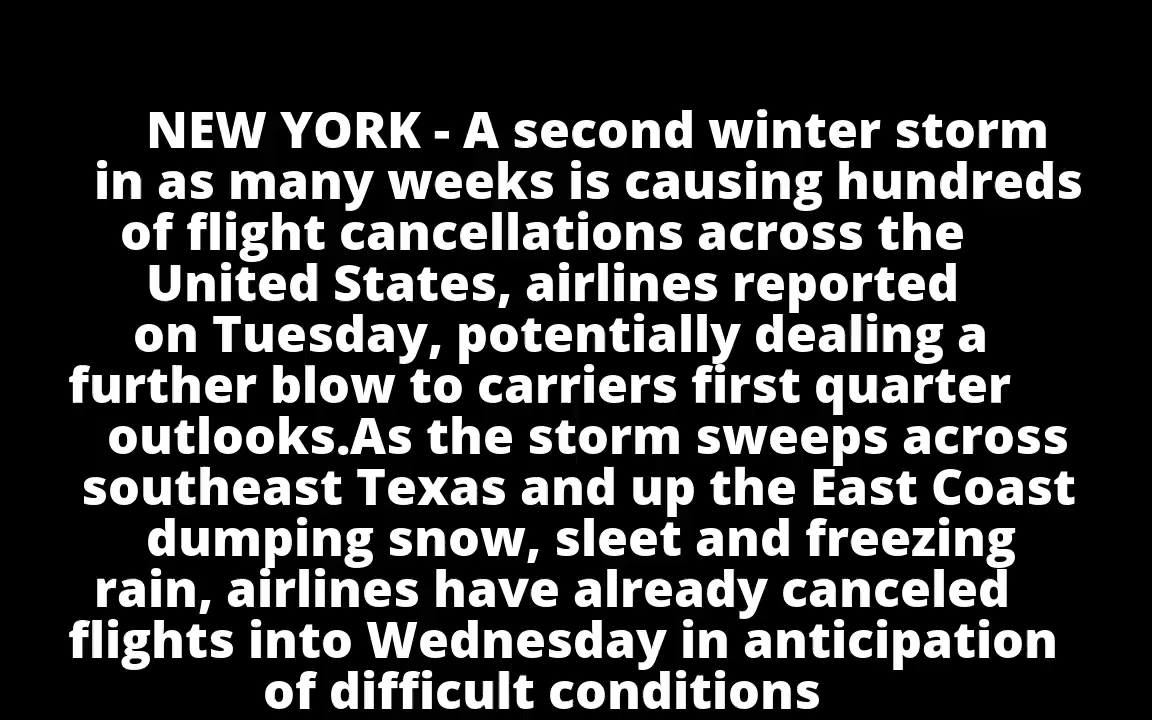 NEW YORK - A second winter storm
in as many weeks is causing hundreds
of flight cancellations across the
United States, airlines reported
on Tuesday, potentially dealing a
further blow to carriers first quarter
outlooks.As the storm sweeps across
southeast Texas and up the East Coast
dumping snow, sleet and freezing
rain, airlines have already canceled
flights into Wednesday in anticipation
of difficult conditions